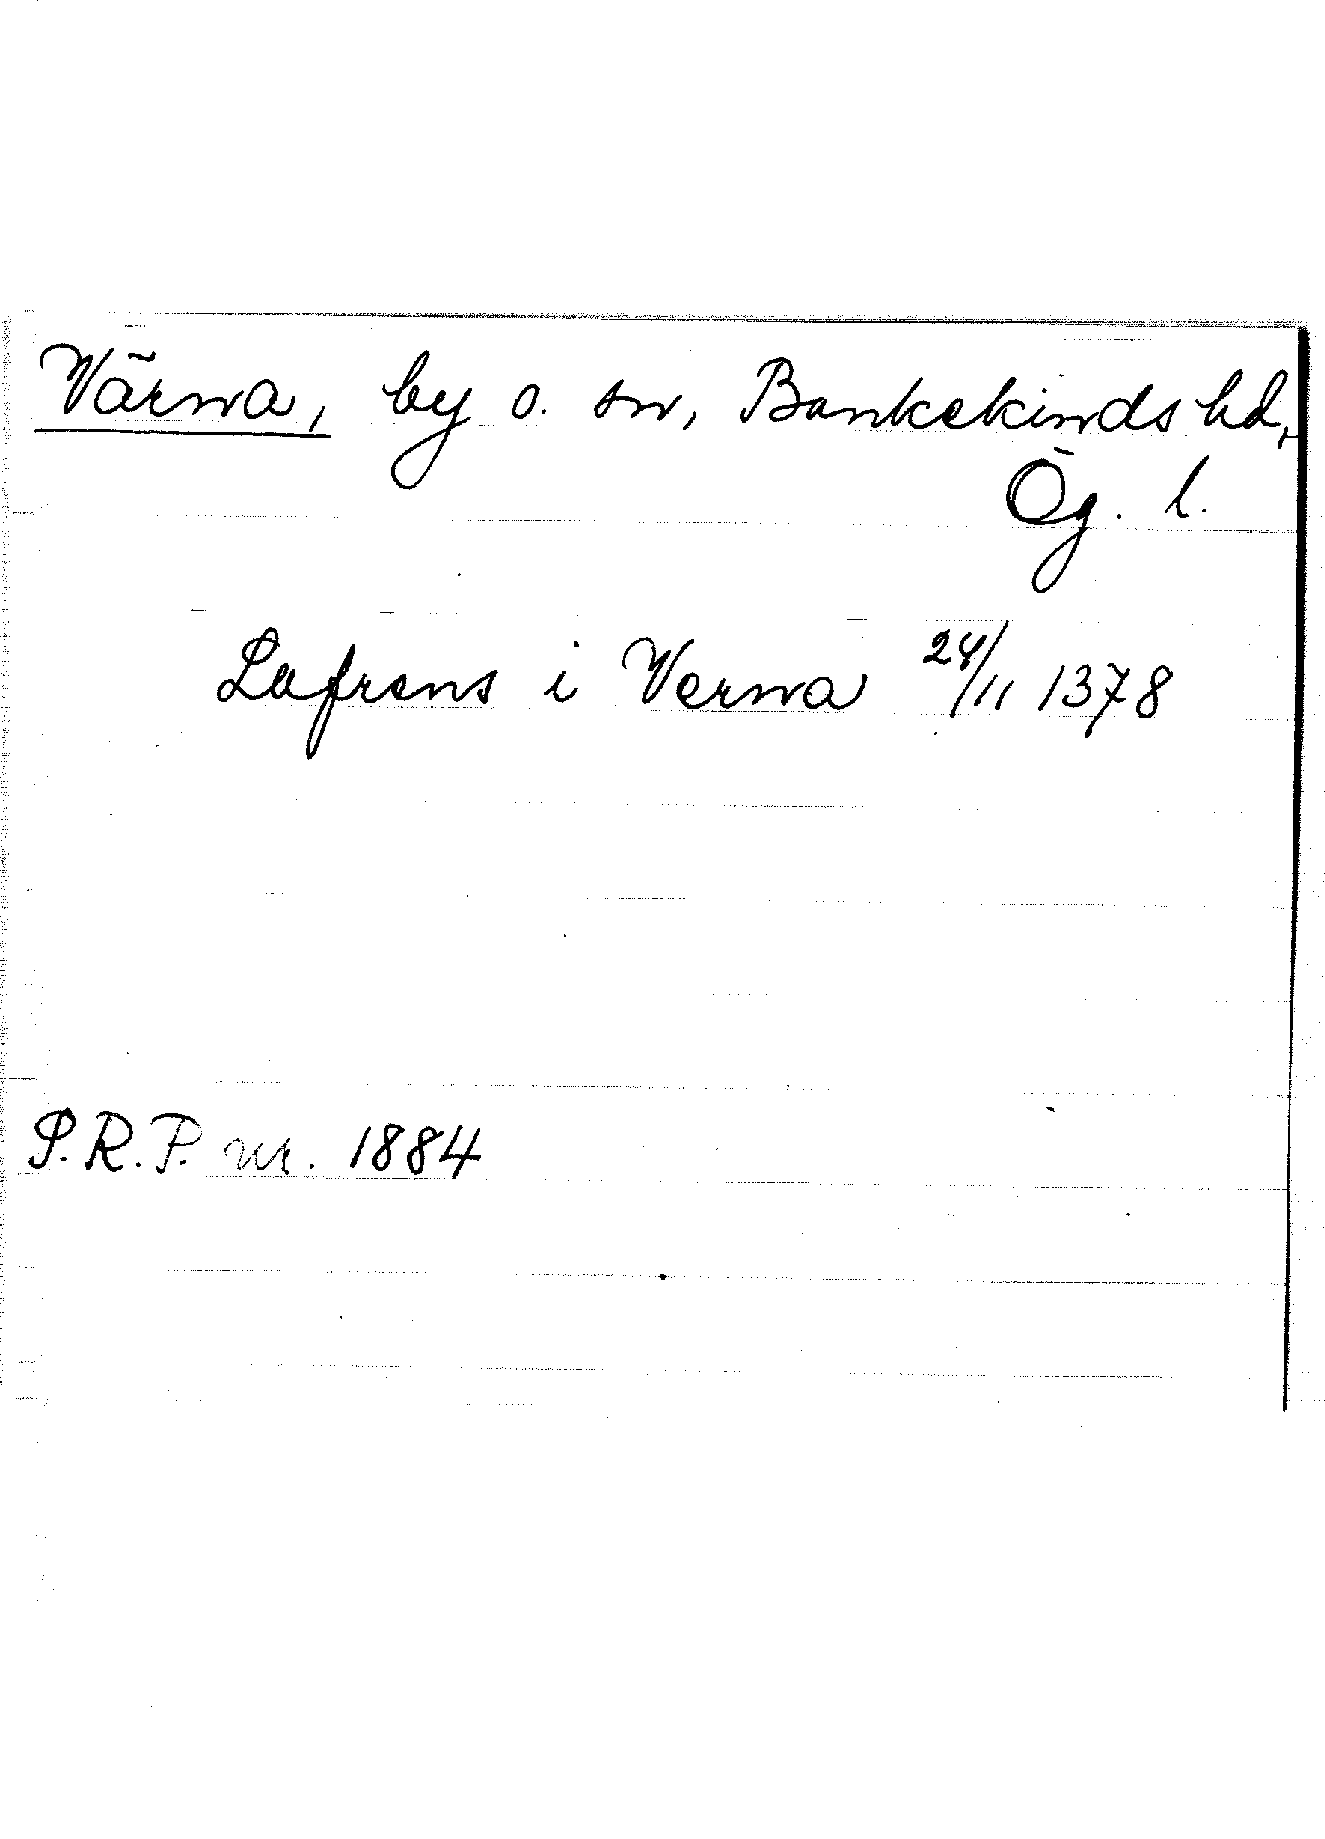 Värna, by o. sn, Bankekinds hd,
Ög. l.
Lafrens i Verna 24/11 1378
P.R.P. nr. 1884